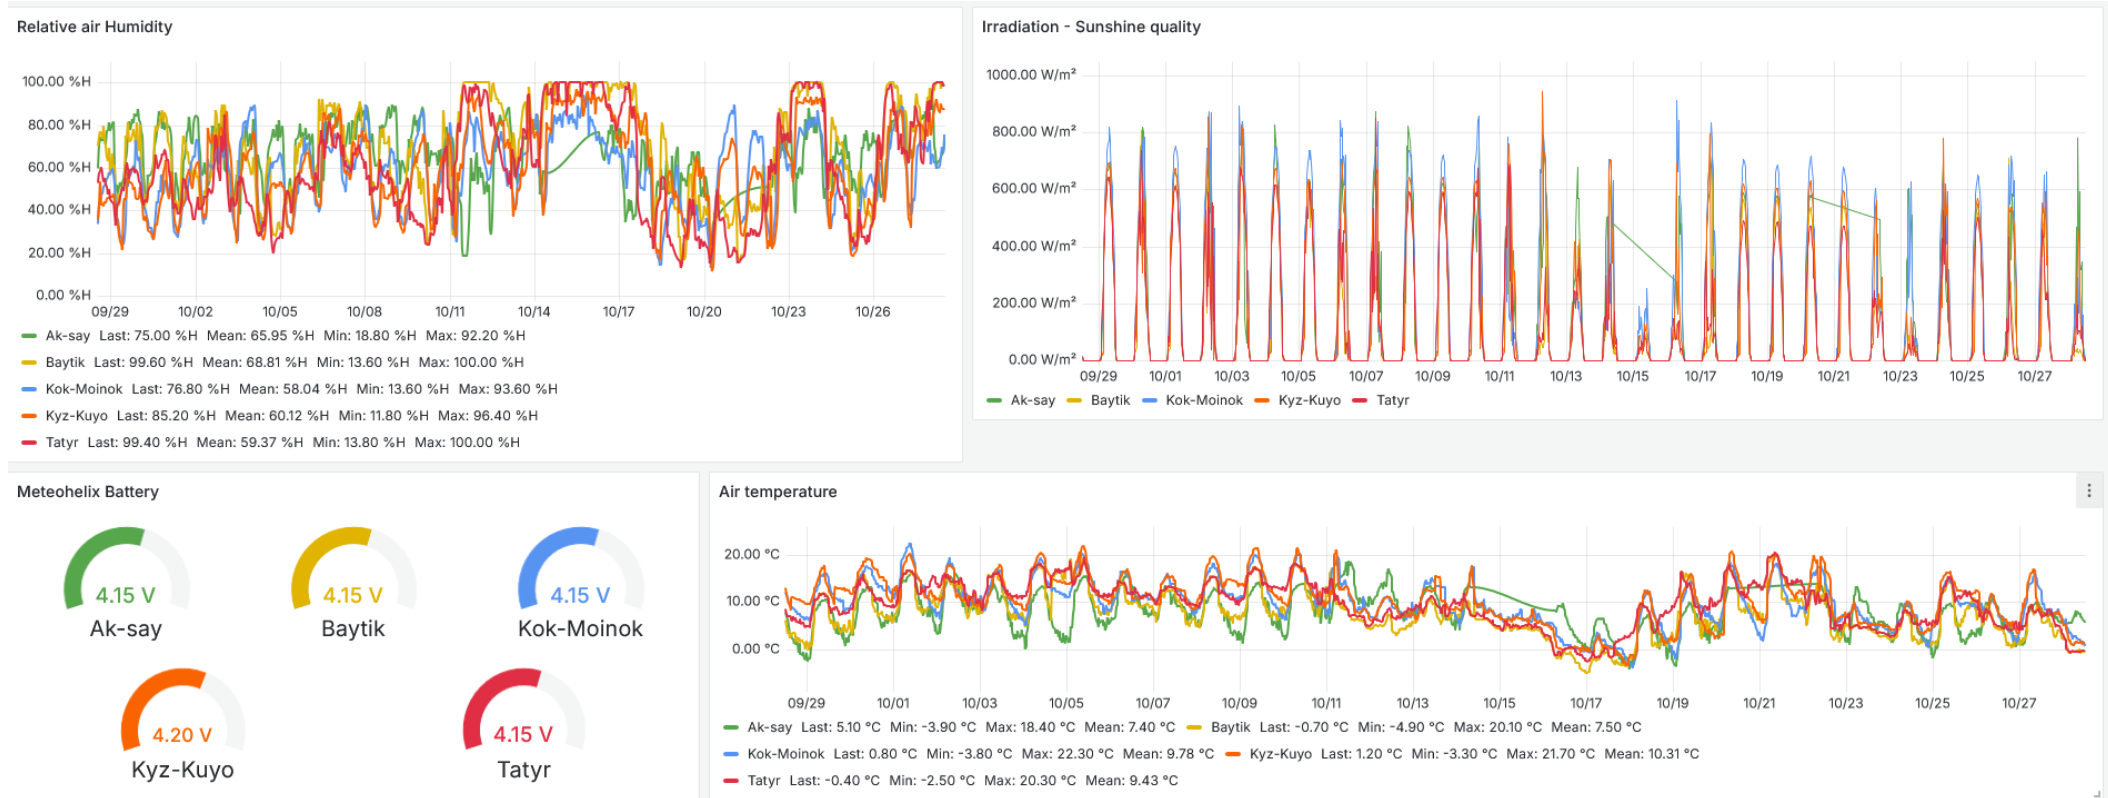 Relative air Humidity
100.00 %H
80.00 %H
60.00 %H
40.00 %H
20.00 %H
0.00 %H
09/29 10/02 10/05 10/08 10/11 10/14 10/17 10/20 10/23 10/26
Ak-say Last: 75.00 %H Mean: 65.95 %H Min: 18.80 %H Max: 92.20 %H
Baytik Last: 99.60 %H Mean: 68.81 %H Min: 13.60 %H Max: 100.00 %H
Kok-Moinok Last: 76.80 %H Mean: 58.04 %H Min: 13.60 %H Max: 93.60 %H
Kyz-Kuyo Last: 85.20 %H Mean: 60.12 %H Min: 11.80 %H Max: 96.40 %H
Tatyr Last: 99.40 %H Mean: 59.37 %H Min: 13.80 %H Max: 100.00 %H
Irradiation - Sunshine quality
1000.00 W/m²
800.00 W/m²
600.00 W/m²
400.00 W/m²
200.00 W/m²
0.00 W/m²
09/29 10/01 10/03 10/05 10/07 10/09 10/11 10/13 10/15 10/17 10/19 10/21 10/23 10/25 10/27
Ak-say Baytik Kok-Moinok Kyz-Kuyo Tatyr
Meteohelix Battery
4.15 V 4.15 V 4.15 V
Ak-say Baytik Kok-Moinok
4.20 V 4.15 V
Kyz-Kuyo Tatyr
Air temperature
20.00 °C
10.00 °C
0.00 °C
09/29 10/01 10/03 10/05 10/07 10/09 10/11 10/13 10/15 10/17 10/19 10/21 10/23 10/25 10/27
Ak-say Last: 5.10 °C Min: -3.90 °C Max: 18.40 °C Mean: 7.40 °C Baytik Last: -0.70 °C Min: -4.90 °C Max: 20.10 °C Mean: 7.50 °C
Kok-Moinok Last: 0.80 °C Min: -3.80 °C Max: 22.30 °C Mean: 9.78 °C Kyz-Kuyo Last: 1.20 °C Min: -3.30 °C Max: 21.70 °C Mean: 10.31 °C
Tatyr Last: -0.40 °C Min: -2.50 °C Max: 20.30 °C Mean: 9.43 °C